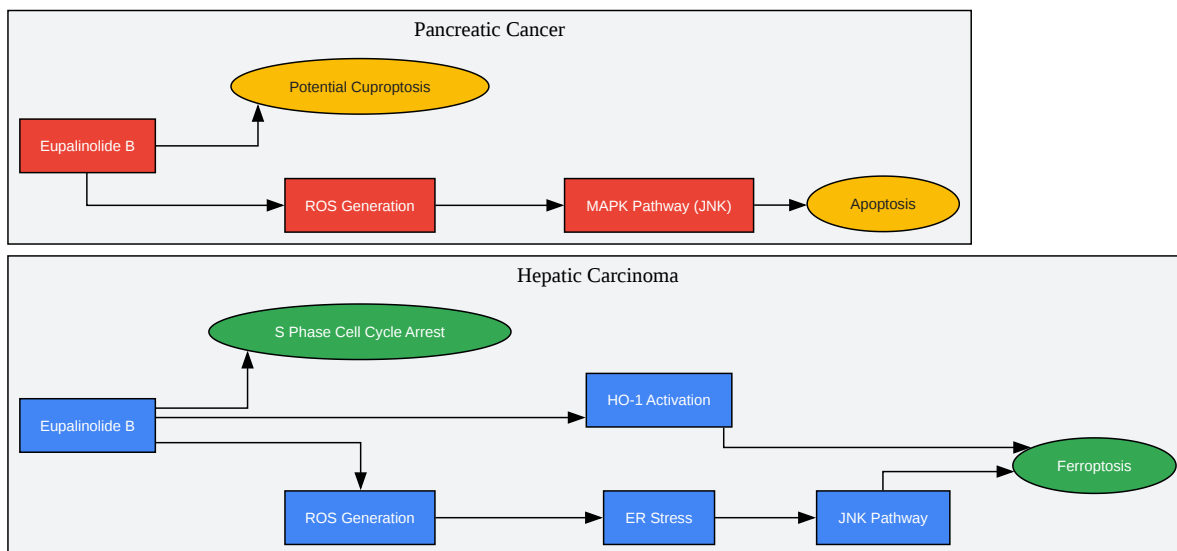 Pancreatic Cancer
Potential Cuproptosis
Eupalinolide B
ROS Generation
MAPK Pathway (JNK)
Apoptosis
Hepatic Carcinoma
S Phase Cell Cycle Arrest
HO-1 Activation
Eupalinolide B
Ferroptosis
ROS Generation
ER Stress
JNK Pathway